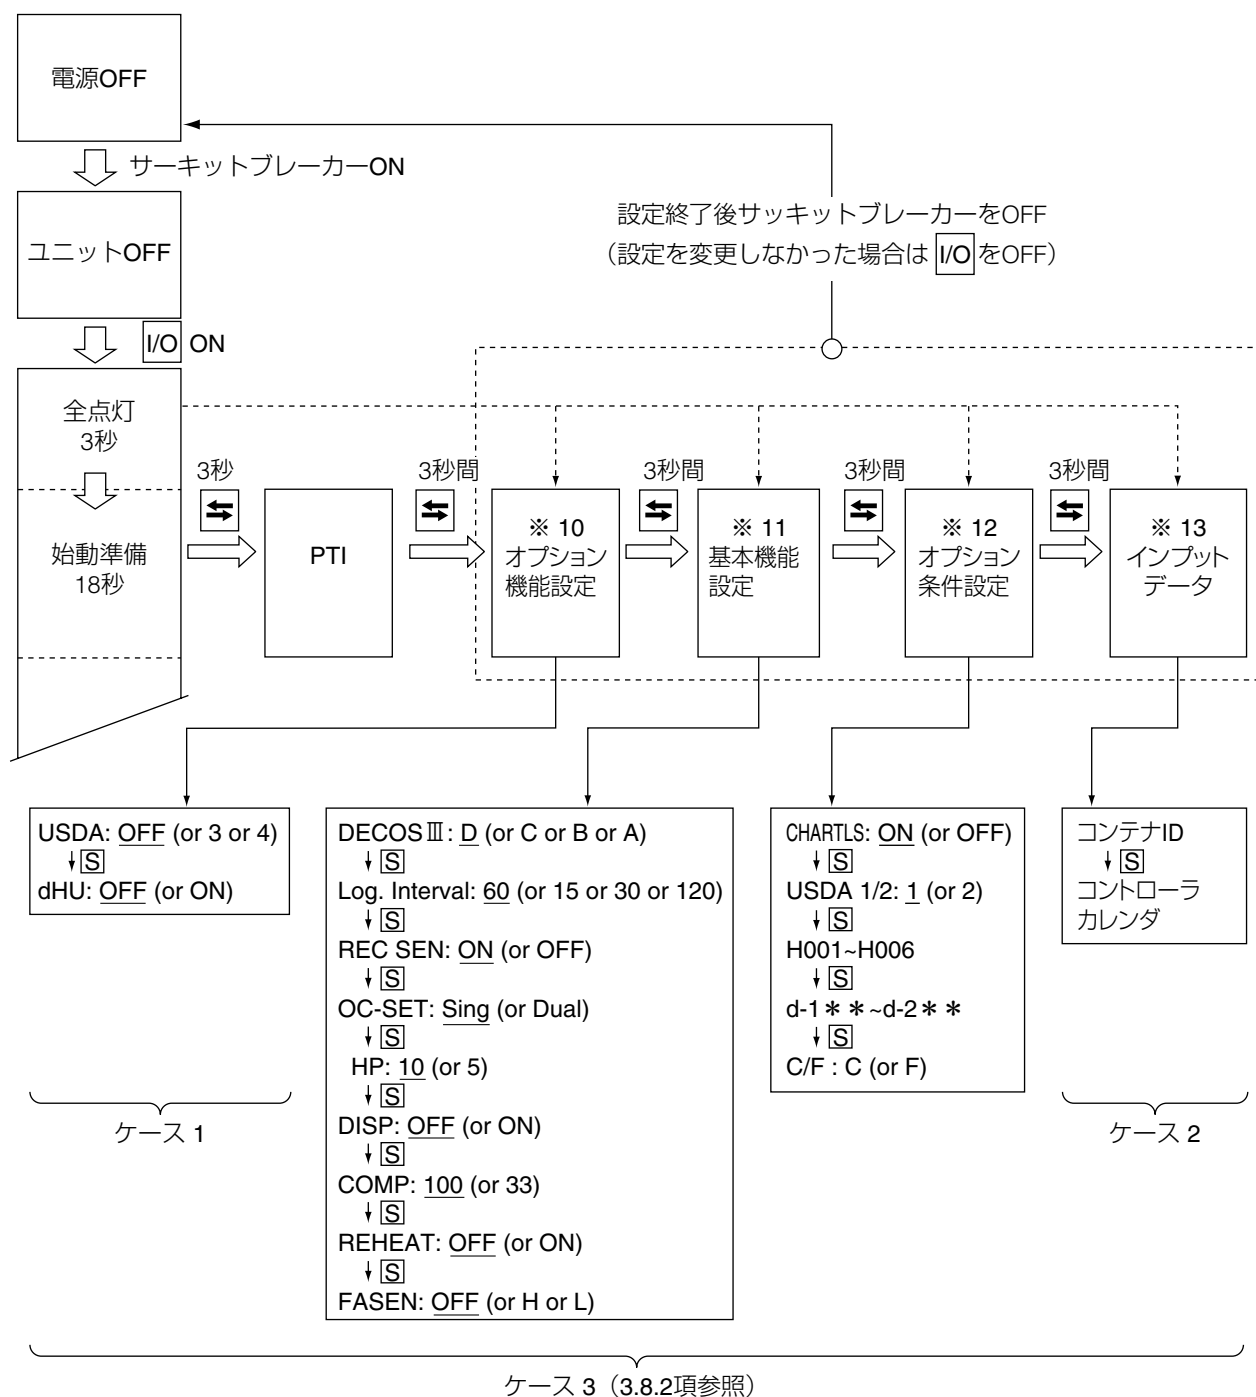 電源OFF
サーキットブレーカーON
ユニットOFF
設定終了後サッキットブレーカーをOFF
（設定を変更しなかった場合は I/O をOFF）
I/O ON
全点灯
3秒
始動準備
18秒
3秒
PTI
3秒間
※ 10
オプション
機能設定
3秒間
※ 11
基本機能
設定
3秒間
※ 12
オプション
条件設定
3秒間
※ 13
インプット
データ
USDA: OFF (or 3 or 4)
↓ S
dHU: OFF (or ON)
DECOSⅢ: D (or C or B or A)
↓ S
Log. Interval: 60 (or 15 or 30 or 120)
↓ S
REC SEN: ON (or OFF)
↓ S
OC-SET: Sing (or Dual)
↓ S
HP: 10 (or 5)
↓ S
DISP: OFF (or ON)
↓ S
COMP: 100 (or 33)
↓ S
REHEAT: OFF (or ON)
↓ S
FASEN: OFF (or H or L)
CHARTLS: ON (or OFF)
↓ S
USDA 1/2: 1 (or 2)
↓ S
H001~H006
↓ S
d-1＊＊~d-2＊＊
↓ S
C/F : C (or F)
コンテナID
↓ S
コントローラ
カレンダ
ケース 1
ケース 2
ケース 3（3.8.2項参照）